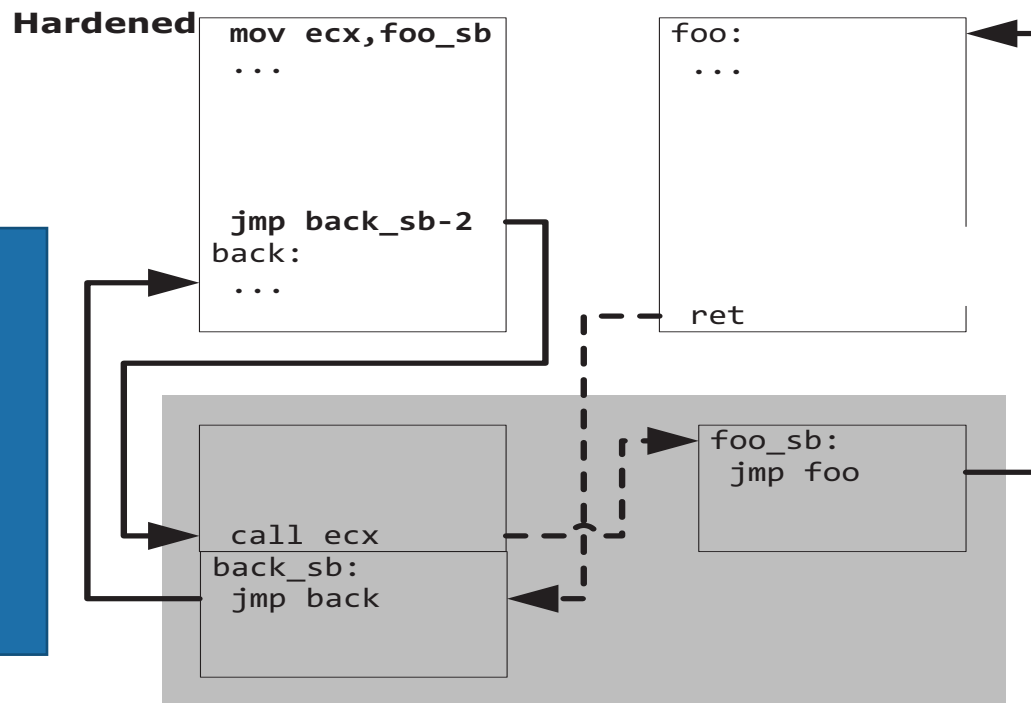 Hardened
mov ecx,foo_sb
...
jmp back_sb-2
back:
...
foo:
...
ret
call ecx
back_sb:
jmp back
foo_sb:
jmp foo